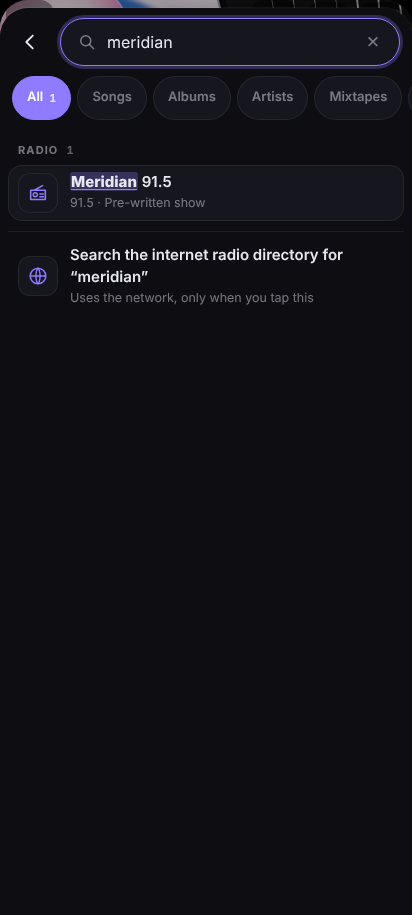 meridian
All 1
Songs
Albums
Artists
Mixtapes
RADIO 1
Meridian 91.5
91.5 · Pre-written show
Search the internet radio directory for
“meridian”
Uses the network, only when you tap this